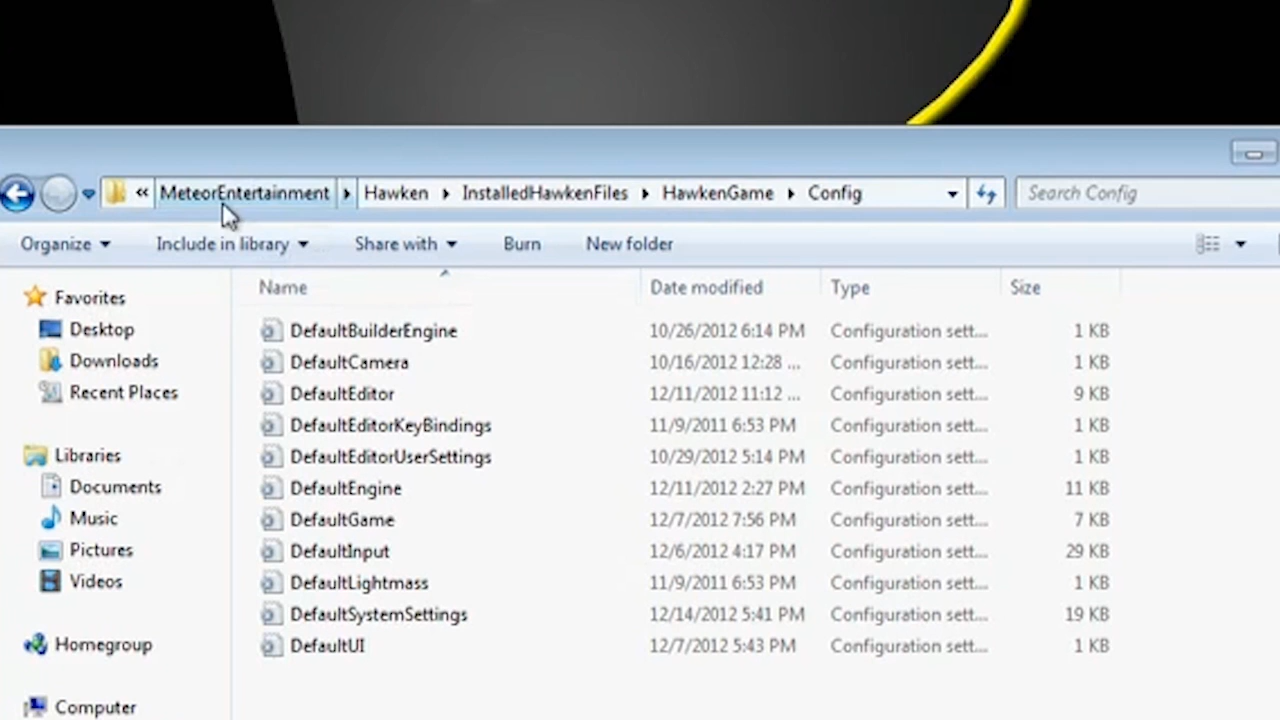 « MeteorEntertainment Hawken InstalledHawkenFiles HawkenGame Config Search Config
Organize Include in library Share with Burn New folder
Name Date modified Type Size
Favorites
Desktop
Downloads
Recent Places
Libraries
Documents
Music
Pictures
Videos
Homegroup
Computer
DefaultBuilderEngine 10/26/2012 6:14 PM Configuration sett... 1 KB
DefaultCamera 10/16/2012 12:28 ... Configuration sett... 1 KB
DefaultEditor 12/11/2012 11:12 ... Configuration sett... 9 KB
DefaultEditorKeyBindings 11/9/2011 6:53 PM Configuration sett... 1 KB
DefaultEditorUserSettings 10/29/2012 5:14 PM Configuration sett... 1 KB
DefaultEngine 12/11/2012 2:27 PM Configuration sett... 11 KB
DefaultGame 12/7/2012 7:56 PM Configuration sett... 7 KB
DefaultInput 12/6/2012 4:17 PM Configuration sett... 29 KB
DefaultLightmass 11/9/2011 6:53 PM Configuration sett... 1 KB
DefaultSystemSettings 12/14/2012 5:41 PM Configuration sett... 19 KB
DefaultUI 12/7/2012 5:43 PM Configuration sett... 1 KB